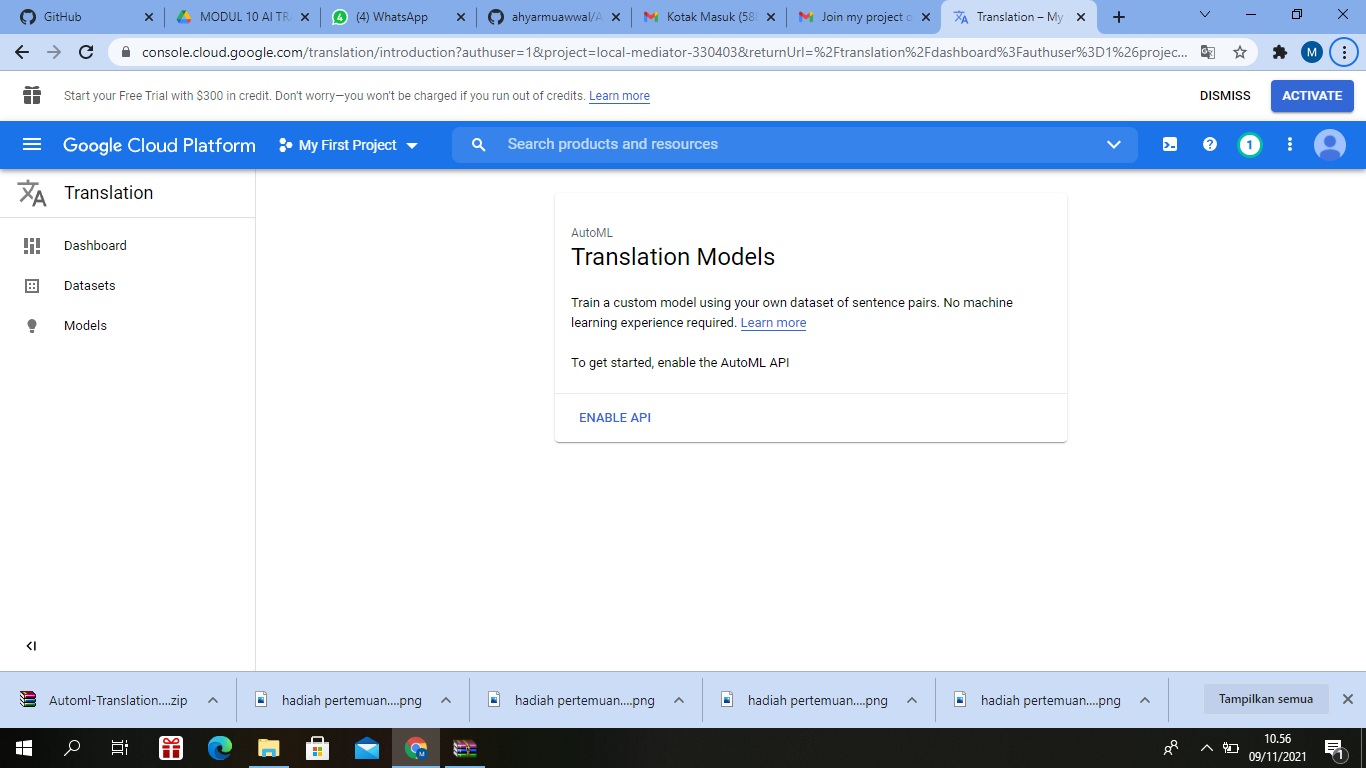 GitHub
MODUL 10 AI TRA
(4) WhatsApp
ahyarmuawwal/A
Kotak Masuk (588
Join my project o
Translation – My
console.cloud.google.com/translation/introduction?authuser=1&project=local-mediator-330403&returnUrl=%2Ftranslation%2Fdashboard%3Fauthuser%3D1%26projec...
M
Start your Free Trial with $300 in credit. Don't worry—you won't be charged if you run out of credits. Learn more
DISMISS
ACTIVATE
Google Cloud Platform
My First Project
Search products and resources
1
Translation
Dashboard
Datasets
Models
AutoML
Translation Models
Train a custom model using your own dataset of sentence pairs. No machine
learning experience required. Learn more
To get started, enable the AutoML API
ENABLE API
Automl-Translation....zip
hadiah pertemuan....png
hadiah pertemuan....png
hadiah pertemuan....png
hadiah pertemuan....png
Tampilkan semua
10.56
09/11/2021
1